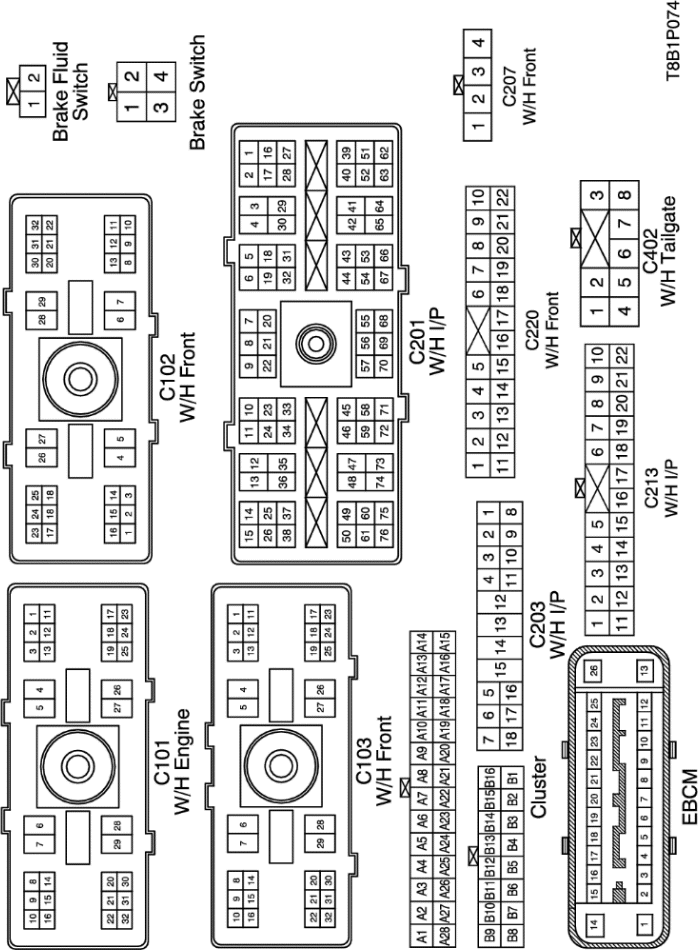 10 9 8 7 6 5 4 3 2 1
16 15 14 13 12 11
22 21 20 29 28 27 26 19 18 17
32 31 30 25 24 23
C101
W/H Engine
23 24 25 26 27 28 29 30 31 32
17 18 18 20 21 22
16 15 14 4 5 6 7 13 12 11
1 2 3 8 9 10
C102
W/H Front
1 2
Brake Fluid
Switch
1 2
3 4
Brake Switch
10 9 8 7 6 5 4 3 2 1
16 15 14 13 12 11
22 21 20 29 28 27 26 19 18 17
32 31 30 25 24 23
C103
W/H Front
15 14 13 12 11 10 9 8 7 6 5 4 3 2 1
26 25 24 23 22 21 20 19 18 17 16
38 37 36 35 34 33 32 31 30 29 28 27
50 49 48 47 46 45 44 43 42 41 40 39
61 60 59 58 57 56 55 54 53 52 51
76 75 74 73 72 71 70 69 68 67 66 65 64 63 62
C201
W/H I/P
A1 A2 A3 A4 A5 A6 A7 A8 A9 A10 A11 A12 A13 A14
A28 A27 A26 A25 A24 A23 A22 A21 A20 A19 A18 A17 A16 A15
B9 B10 B11 B12 B13 B14 B15 B16
B8 B7 B6 B5 B4 B3 B2 B1
Cluster
7 6 5 4 3 2 1
15 14 13 12
18 17 16 11 10 9 8
C203
W/H I/P
1 2 3 4 5 6 7 8 9 10
11 12 13 14 15 16 17 18 19 20 21 22
C220
W/H Front
1 2 3 4
C207
W/H Front
14 15 16 17 18 19 20 21 22 23 24 25 26
1 2 3 4 5 6 7 8 9 10 11 12 13
EBCM
1 2 3 4 5 6 7 8 9 10
11 12 13 14 15 16 17 18 19 20 21 22
C213
W/H I/P
1 2 3
4 5 6 7 8
C402
W/H Tailgate
T8B1P074